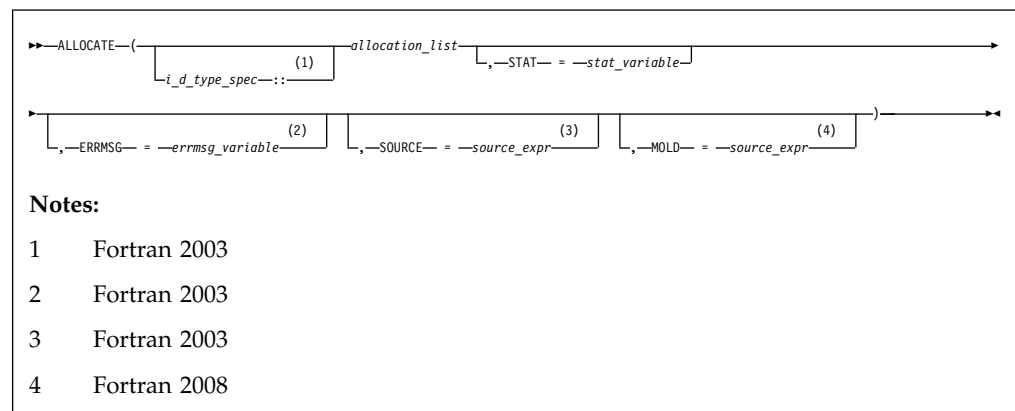 ALLOCATE ( allocation_list
(1)
i_d_type_spec :: , STAT = stat_variable
)
(2) (3) (4)
, ERRMSG = errmsg_variable , SOURCE = source_expr , MOLD = source_expr
Notes:
1 Fortran 2003
2 Fortran 2003
3 Fortran 2003
4 Fortran 2008